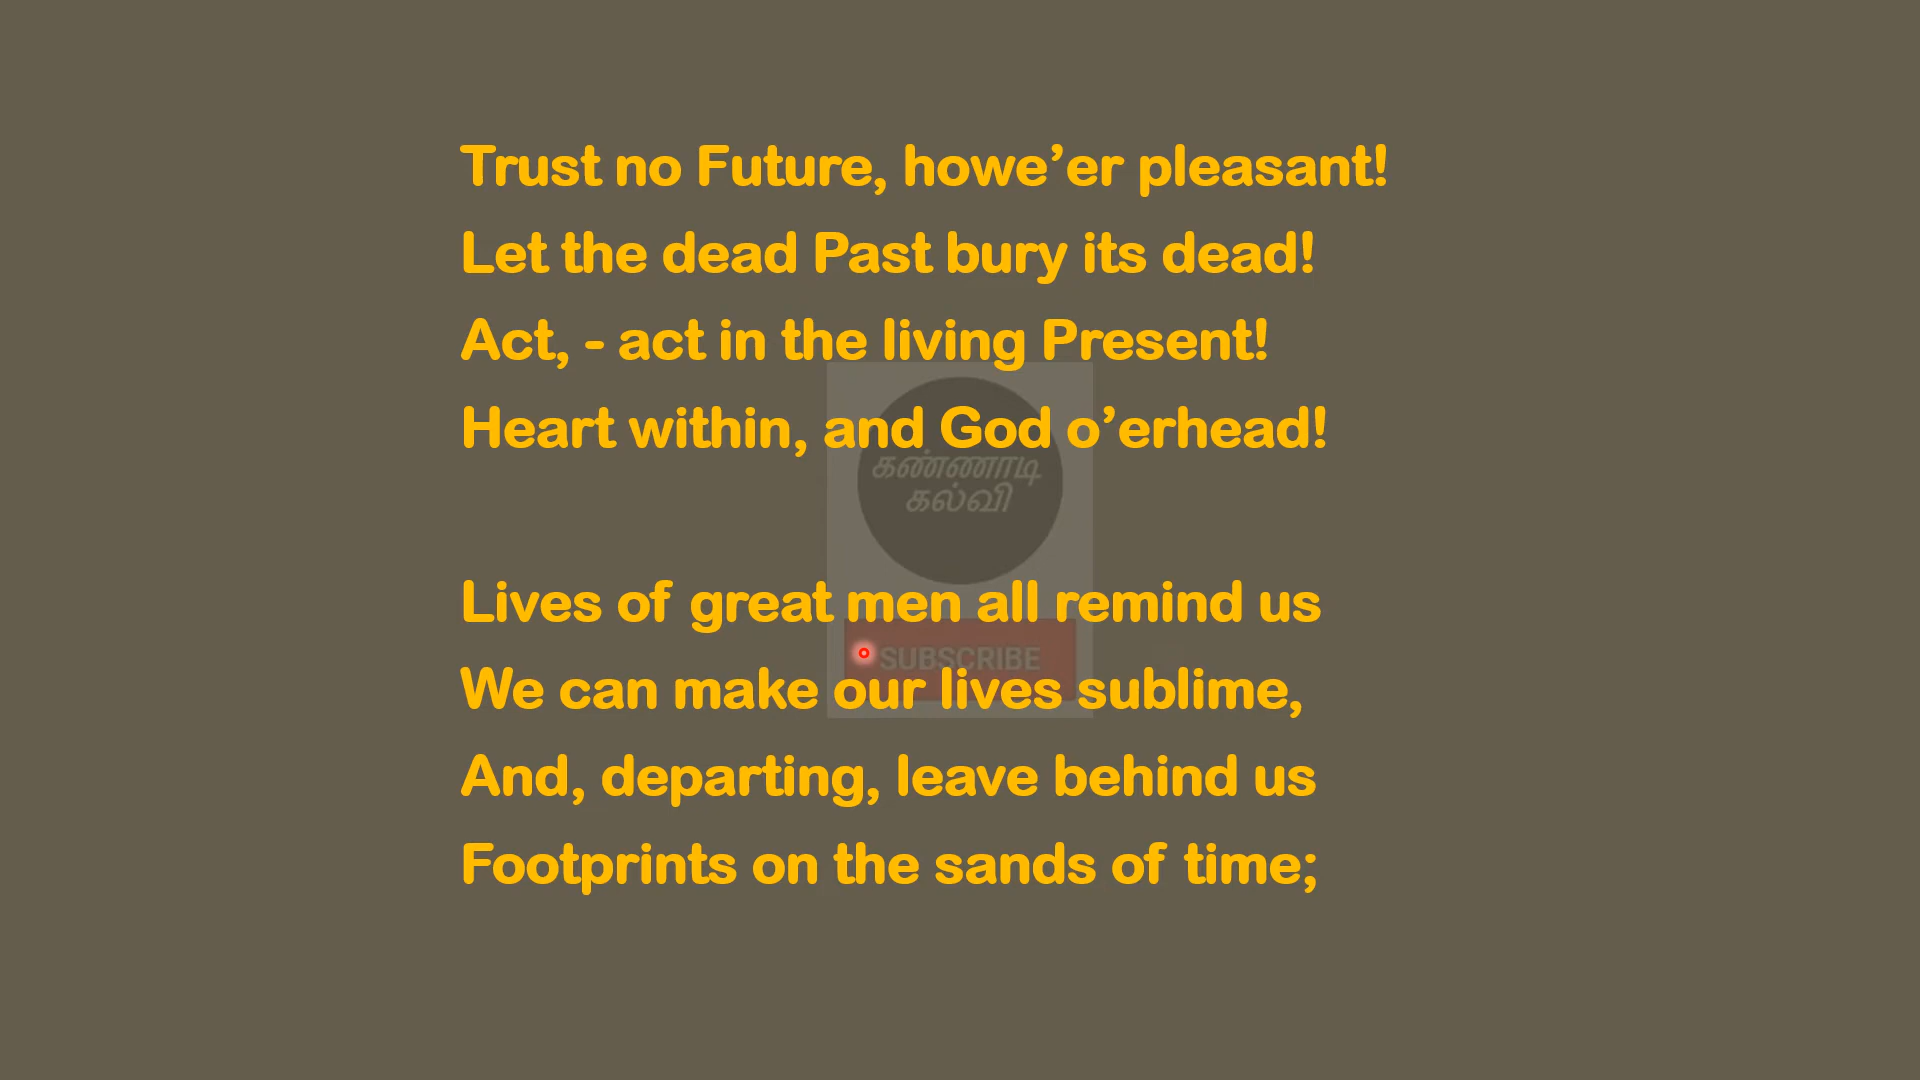 Trust no Future, howe’er pleasant!
Let the dead Past bury its dead!
Act, - act in the living Present!
Heart within, and God o’erhead!
கண்ணாடி
கல்வி
Lives of great men all remind us
SUBSCRIBE
We can make our lives sublime,
And, departing, leave behind us
Footprints on the sands of time;